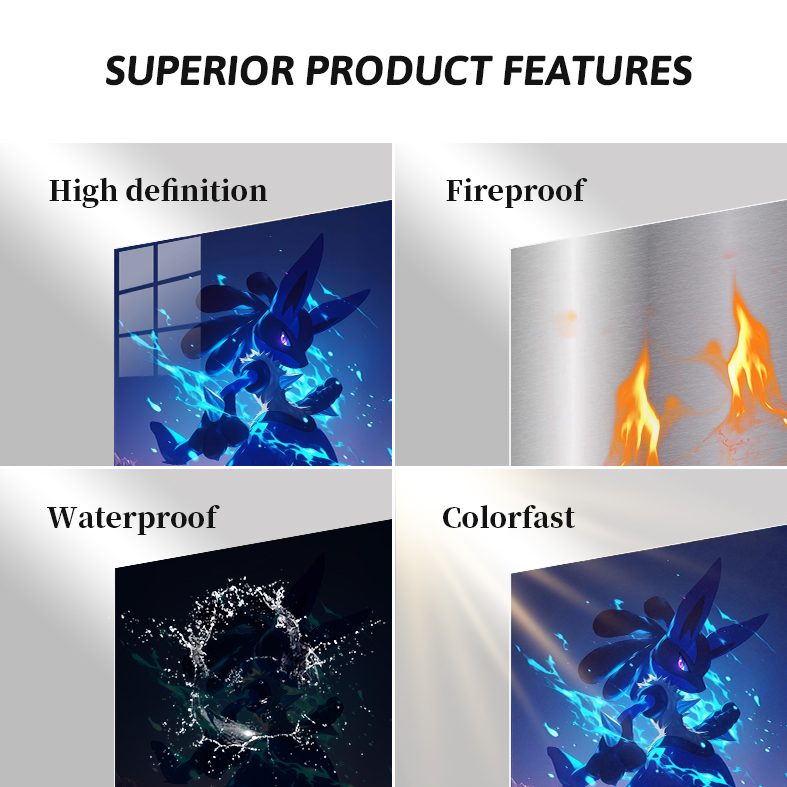 SUPERIOR PRODUCT FEATURES
High definition
Fireproof
Waterproof
Colorfast